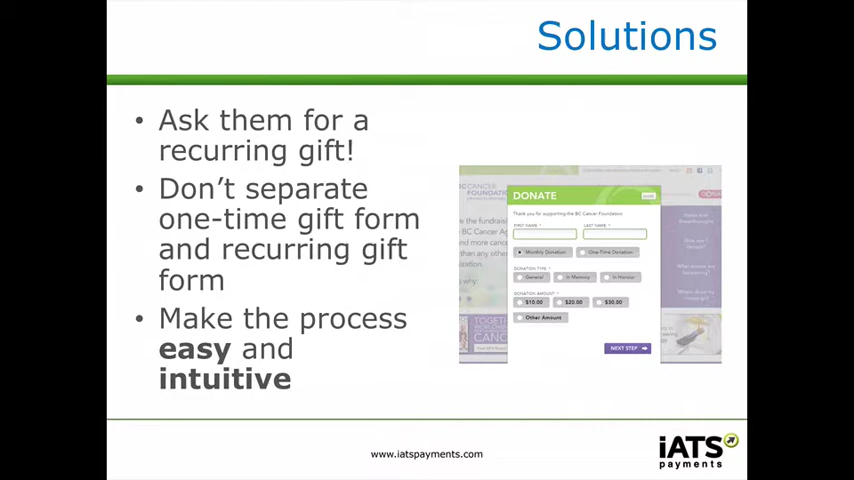 Solutions
• Ask them for a
recurring gift!
• Don't separate
one-time gift form
and recurring gift
form
• Make the process
easy and
intuitive
DONATE
Thank you for supporting the BC Cancer Foundation
FIRST NAME *
LAST NAME *
Monthly Donation
One-Time Donation
DONATION TYPE *
General
In Memory
In Honour
DONATION AMOUNT *
$10.00
$20.00
$30.00
Other Amount
NEXT STEP
www.iatspayments.com
iATS
payments